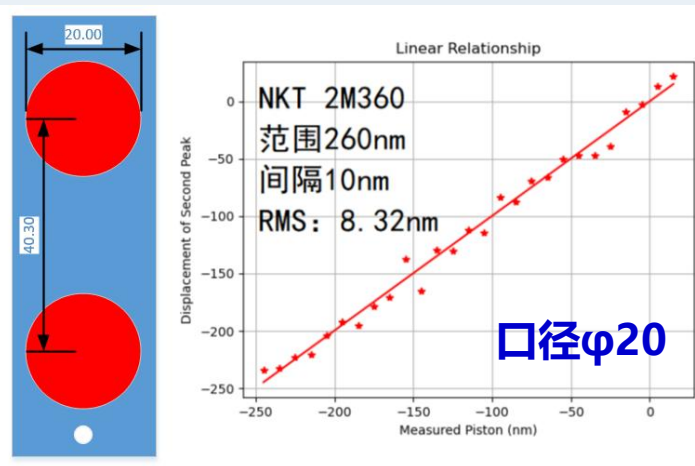 20.00
40.30
Linear Relationship
NKT 2M360
范围260nm
间隔10nm
RMS：8.32nm
口径φ20
Displacement of Second Peak
0
−50
−100
−150
−200
−250
−250 −200 −150 −100 −50 0
Measured Piston (nm)